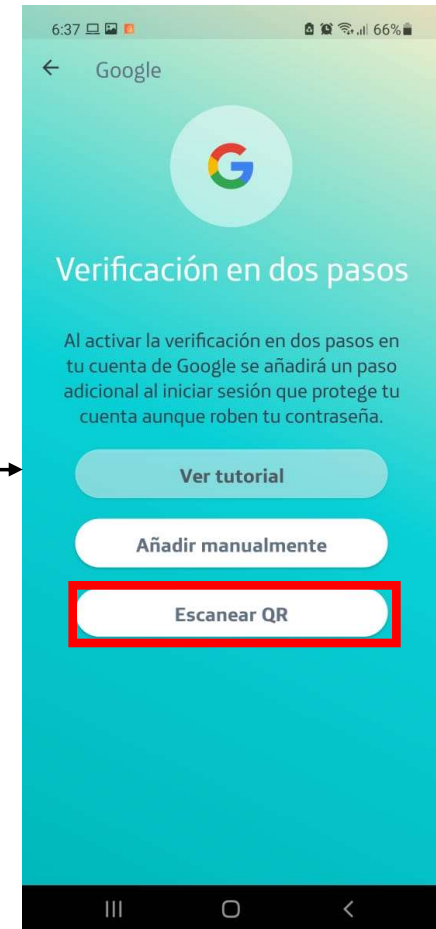 6:37 66%
Google
G
Verificación en dos pasos
Al activar la verificación en dos pasos en
tu cuenta de Google se añadirá un paso
adicional al iniciar sesión que protege tu
cuenta aunque roben tu contraseña.
Ver tutorial
Añadir manualmente
Escanear QR